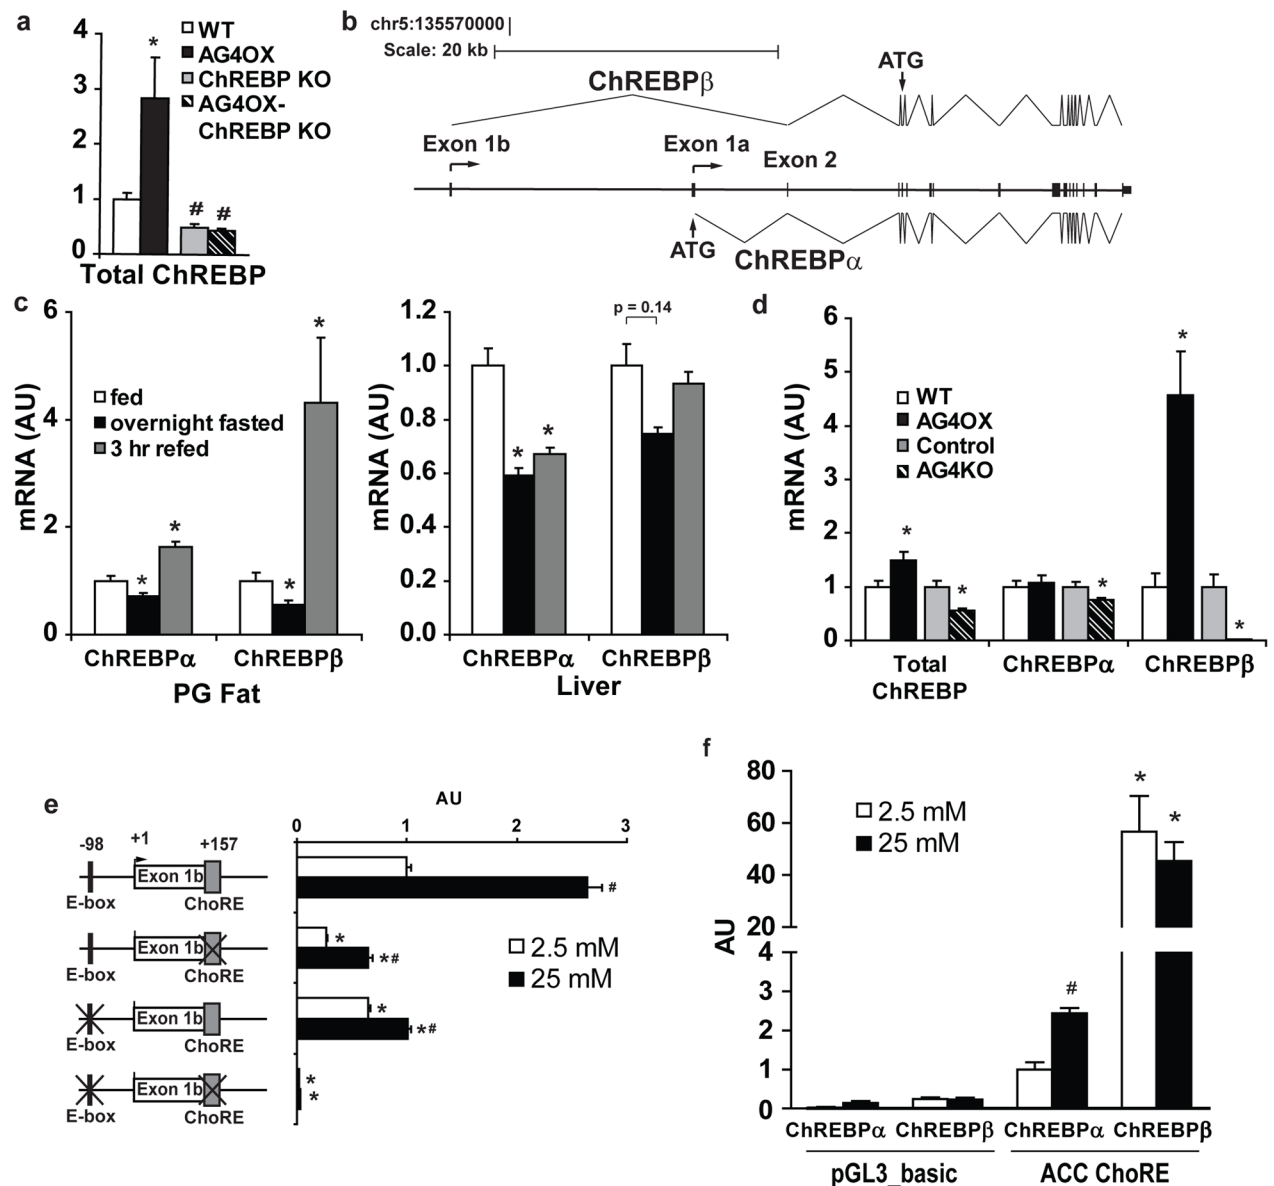 a
4
3
2
1
0
*
# #
WT
AG4OX
ChREBP KO
AG4OX-
ChREBP KO
Total ChREBP
b
chr5:135570000
Scale: 20 kb
ChREBPβ
ATG
Exon 1b
Exon 1a
Exon 2
ATG
ChREBPα
c
mRNA (AU)
6
4
2
0
fed
overnight fasted
3 hr refed
* * * *
ChREBPα ChREBPβ
PG Fat
mRNA (AU)
1.2
1.0
0.8
0.6
0.4
0.2
0.0
p = 0.14
* *
ChREBPα ChREBPβ
Liver
d
mRNA (AU)
6
5
4
3
2
1
0
WT
AG4OX
Control
AG4KO
* * * * *
Total
ChREBP
ChREBPα
ChREBPβ
e
AU
0 1 2 3
-98 +1 +157
Exon 1b
E-box ChoRE
#
Exon 1b
E-box ChoRE
*
*#
Exon 1b
E-box ChoRE
*
*#
Exon 1b
E-box ChoRE
*
*
2.5 mM
25 mM
f
AU
80
60
40
20
4
3
2
1
0
2.5 mM
25 mM
#
* *
ChREBPα ChREBPβ ChREBPα ChREBPβ
pGL3_basic ACC ChoRE